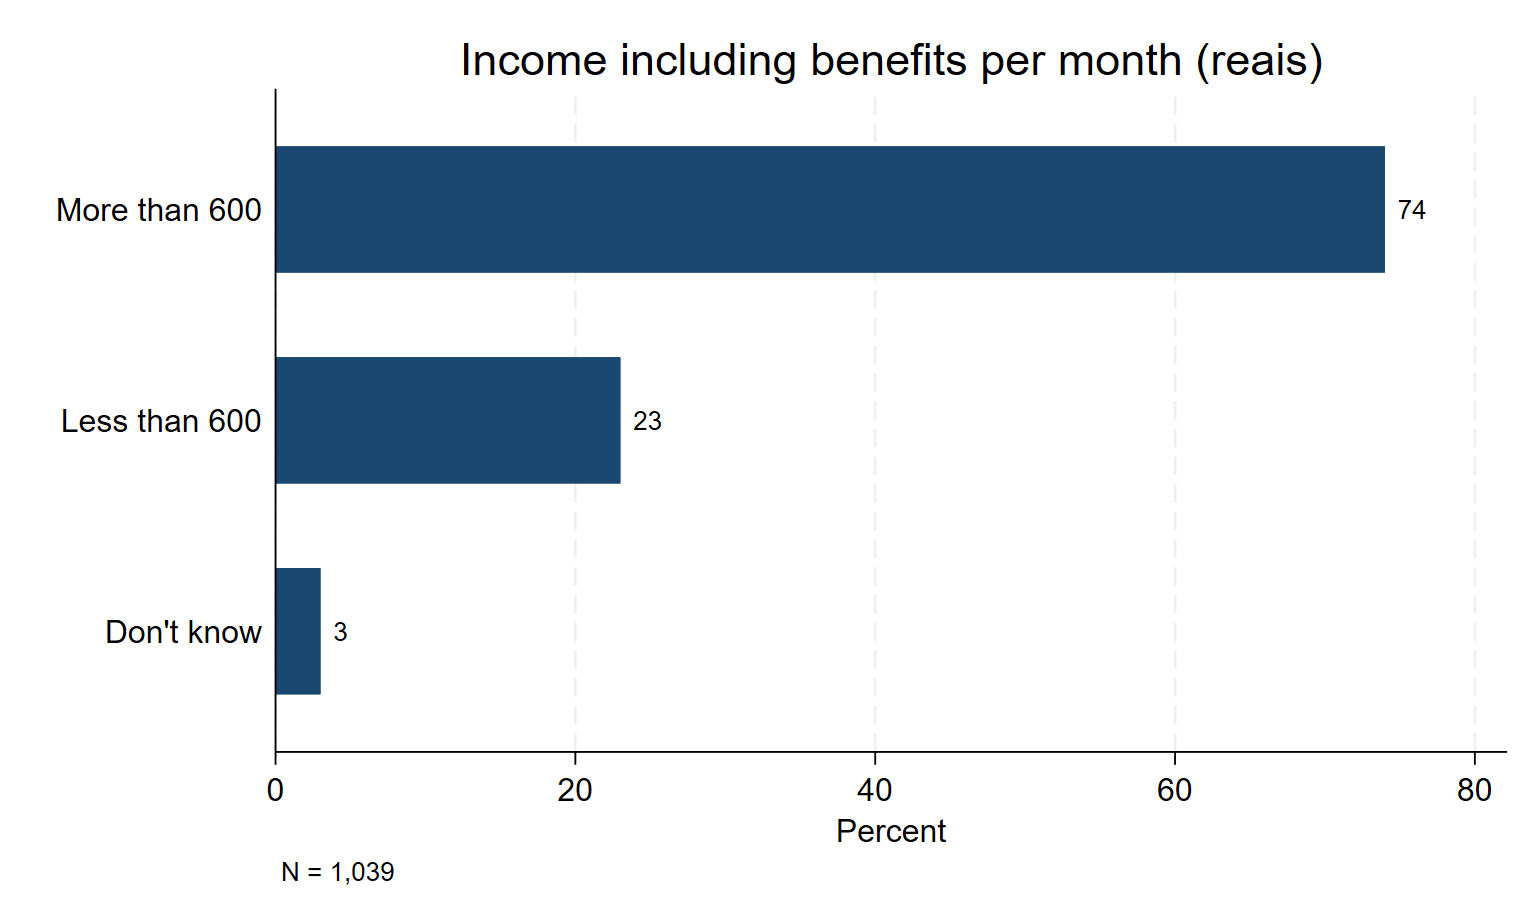 Income including benefits per month (reais)
More than 600
74
Less than 600
23
Don't know
3
0 20 40 60 80
Percent
N = 1,039